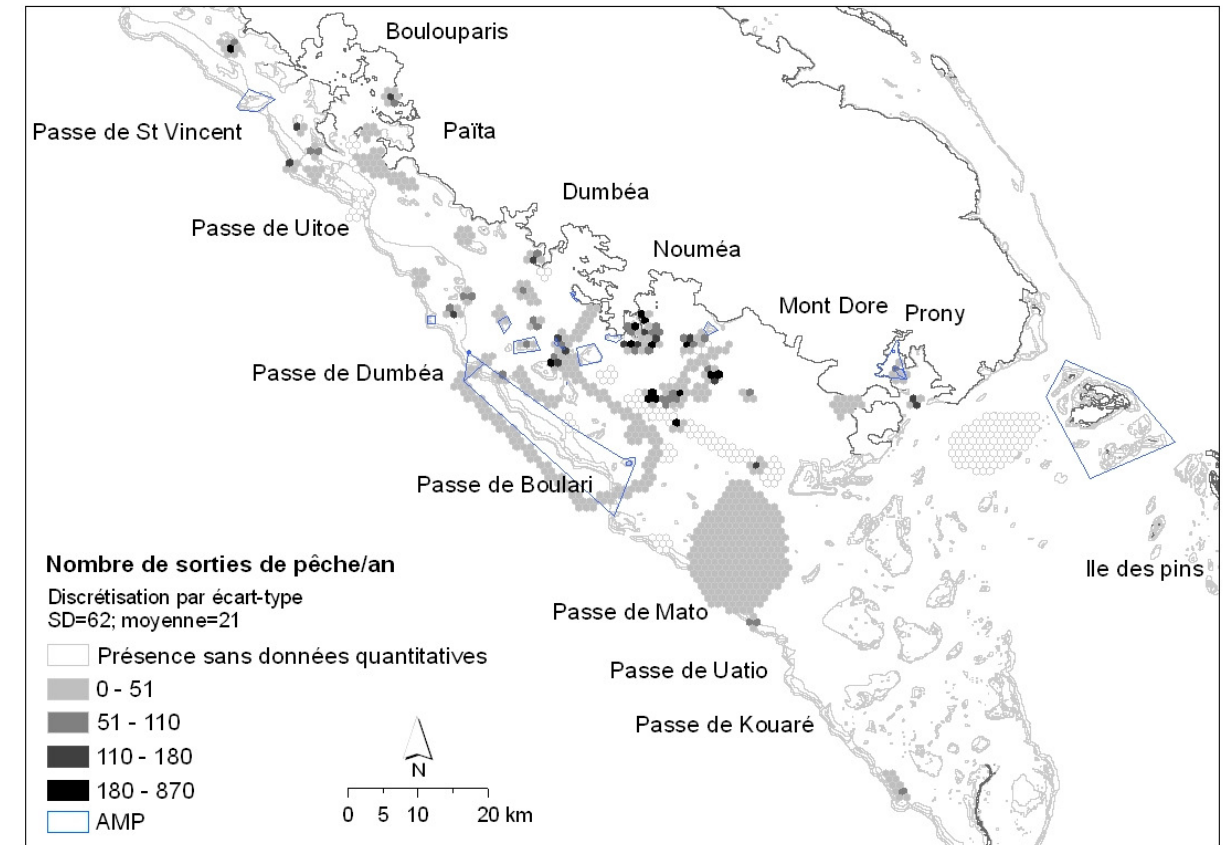 Boulouparis
Passe de St Vincent
Païta
Dumbéa
Passe de Uitoe
Nouméa
Mont Dore
Prony
Passe de Dumbéa
Passe de Boulari
Ile des pins
Passe de Mato
Passe de Uatio
Passe de Kouaré
Nombre de sorties de pêche/an
Discrétisation par écart-type
SD=62; moyenne=21
Présence sans données quantitatives
0 - 51
51 - 110
110 - 180
180 - 870
AMP
N
0 5 10 20 km